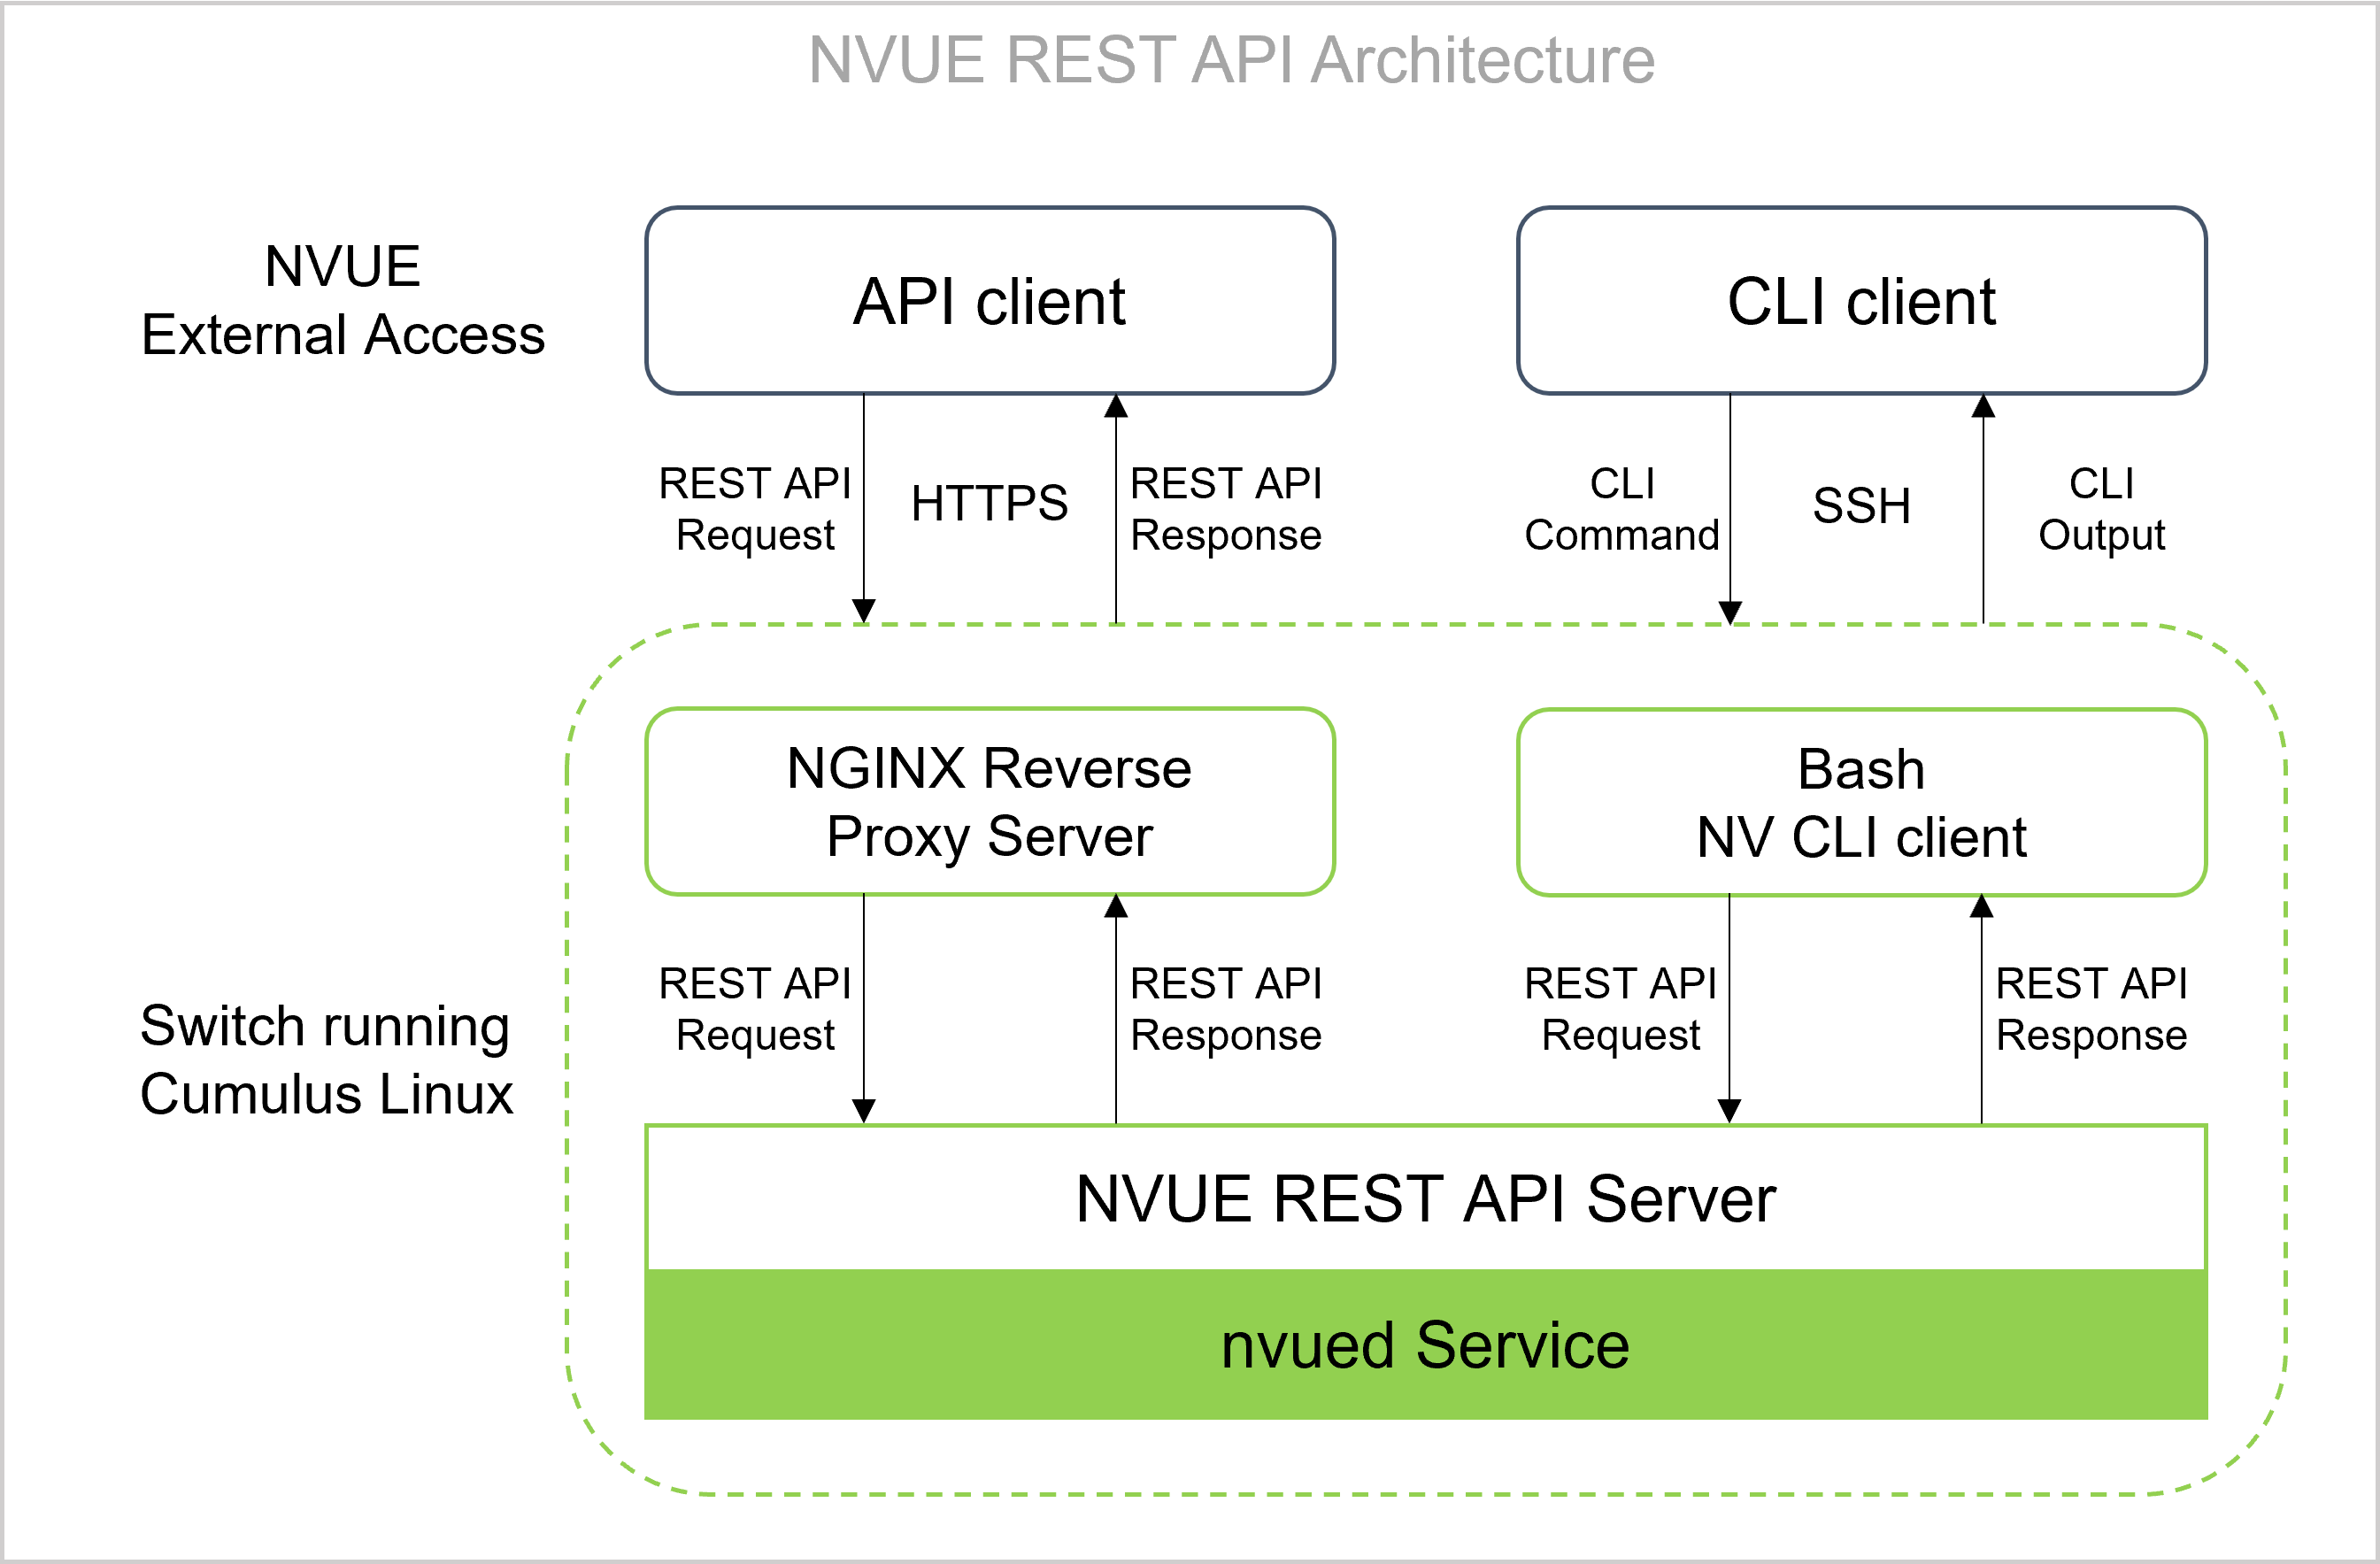 NVUE REST API Architecture
NVUE
External Access
API client
CLI client
REST API
Request
HTTPS
REST API
Response
CLI
Command
SSH
CLI
Output
Switch running
Cumulus Linux
NGINX Reverse
Proxy Server
Bash
NV CLI client
REST API
Request
REST API
Response
REST API
Request
REST API
Response
NVUE REST API Server
nvued Service